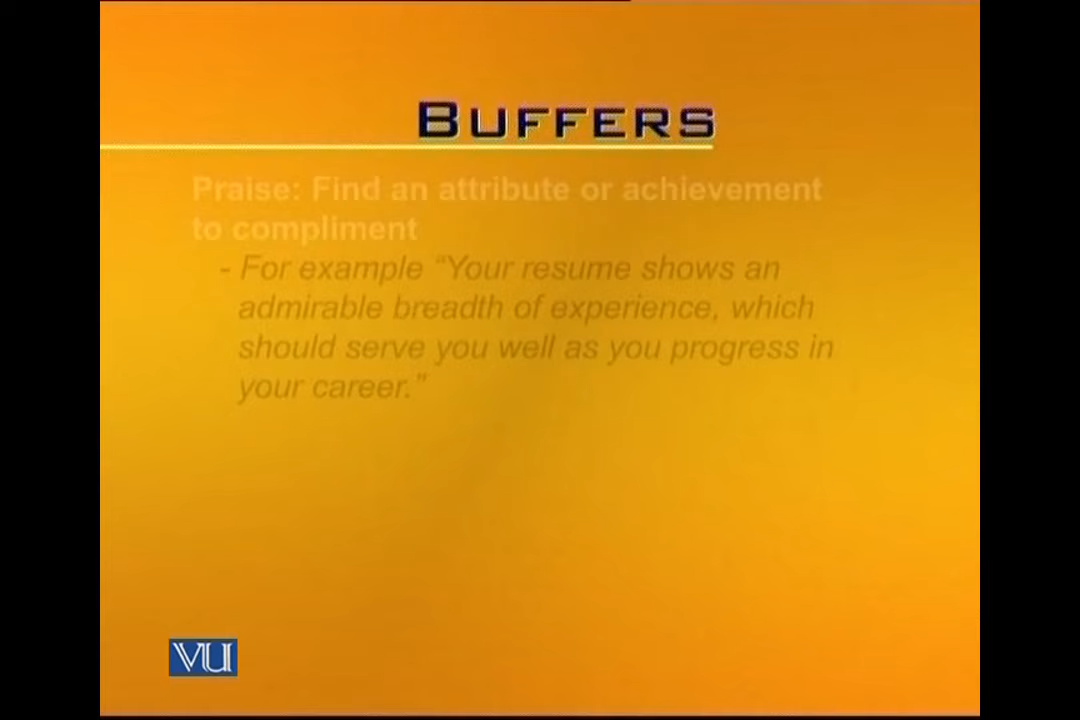 BUFFERS
Praise: Find an attribute or achievement
to compliment
- For example “Your resume shows an
admirable breadth of experience, which
should serve you well as you progress in
your career.”
VU